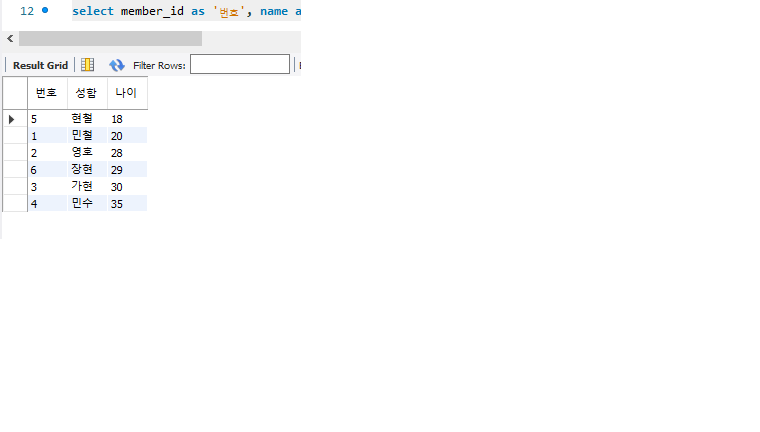 12 select member_id as '번호', name a
Result Grid Filter Rows:
번호 성함 나이
5 현철 18
1 민철 20
2 영호 28
6 장현 29
3 가현 30
4 민수 35